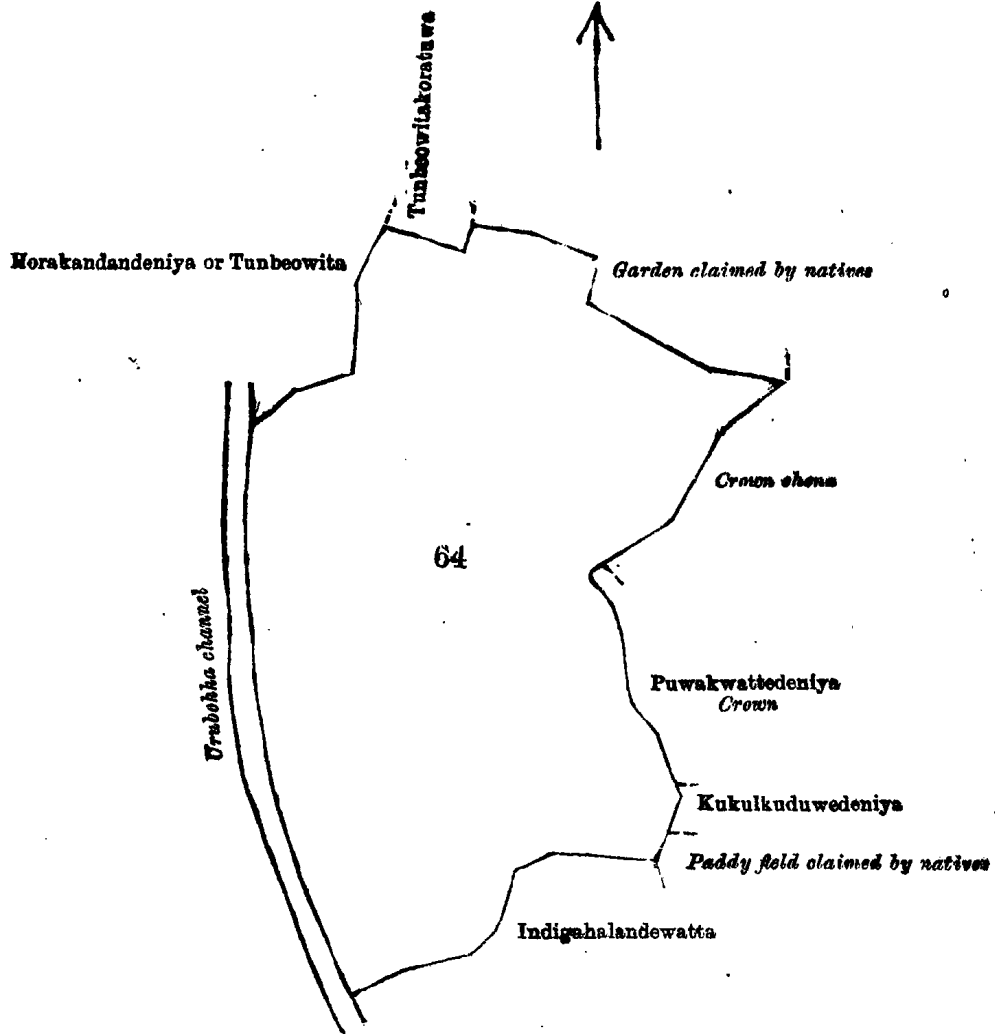 Tunbeowitakoratuwa
Horakandandeniya or Tunbeowita
Garden claimed by natives
Crown chena
64
Urubokka channel
Puwakwattedeniya
Crown
Kukulkuduwedeniya
Paddy field claimed by natives
Indigahalandewatta